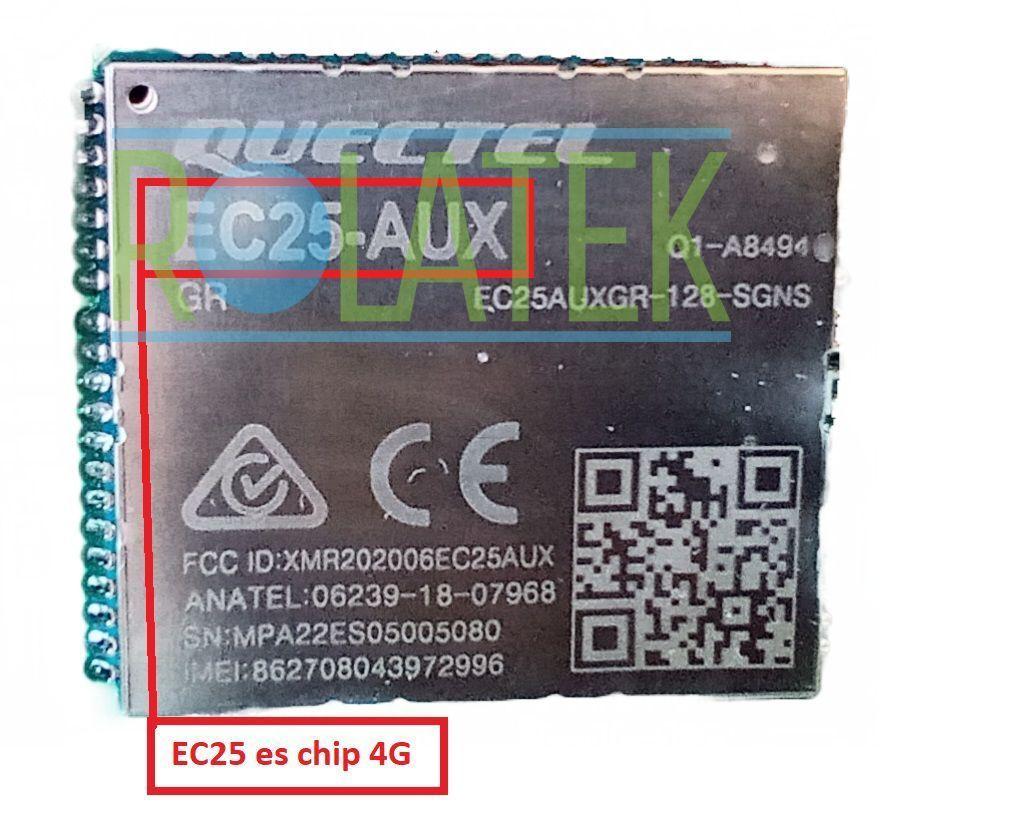 QUECTEL
ROLATEK
EC25-AUX
Q1-A8494
GR
EC25AUXGR-128-SGNS
CE
FCC ID:XMR202006EC25AUX
ANATEL:06239-18-07968
SN:MPA22ES05005080
IMEI:862708043972996
EC25 es chip 4G